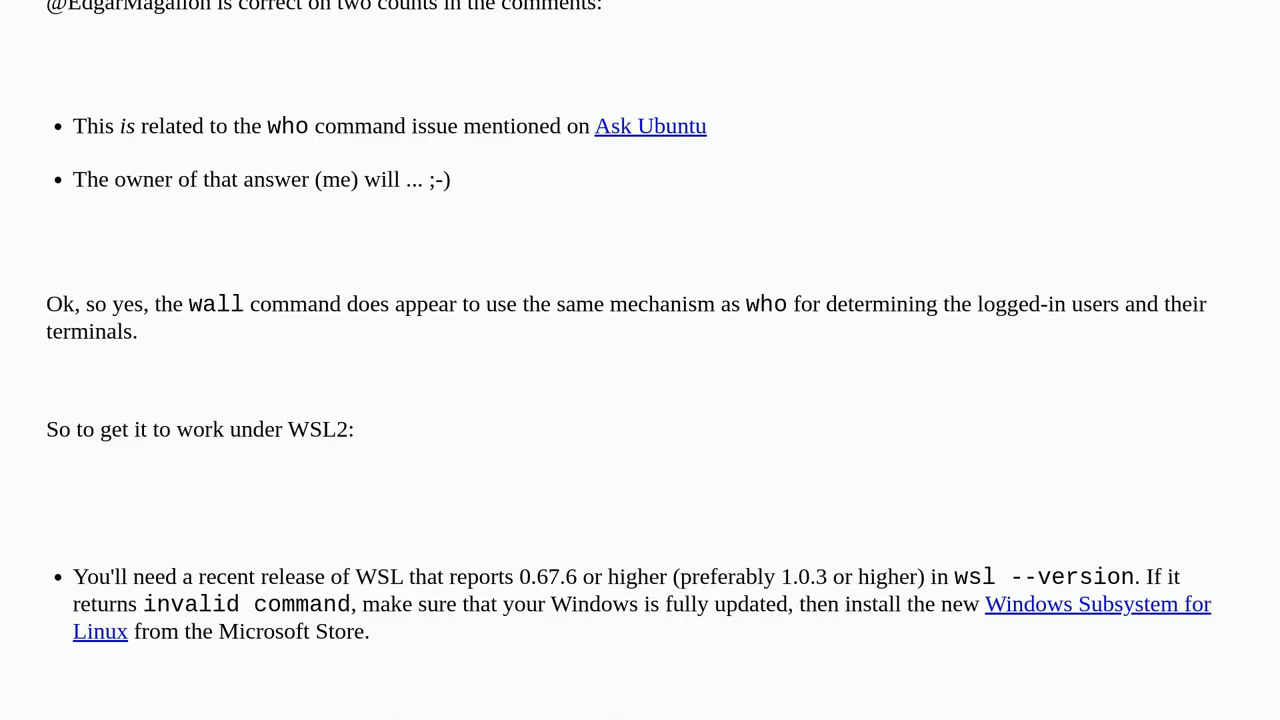 @EdgarMagallon is correct on two counts in the comments:
This is related to the who command issue mentioned on Ask Ubuntu
The owner of that answer (me) will ... ;-)
Ok, so yes, the wall command does appear to use the same mechanism as who for determining the logged-in users and their
terminals.
So to get it to work under WSL2:
You'll need a recent release of WSL that reports 0.67.6 or higher (preferably 1.0.3 or higher) in wsl --version. If it
returns invalid command, make sure that your Windows is fully updated, then install the new Windows Subsystem for
Linux from the Microsoft Store.